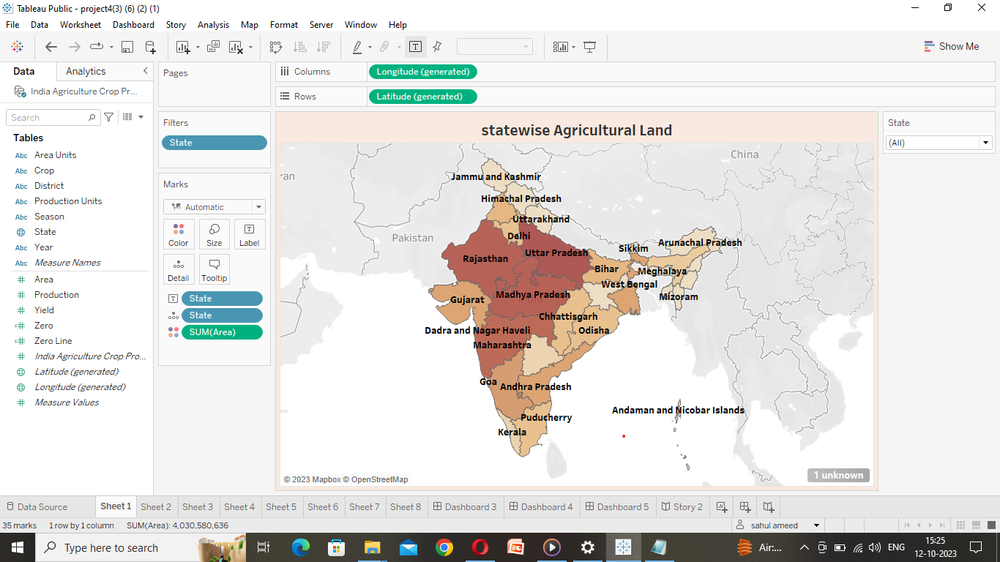 Tableau Public - project4(3) (6) (2) (1)
File Data Worksheet Dashboard Story Analysis Map Format Server Window Help
Show Me
Data Analytics
India Agriculture Crop Pr...
Search
Tables
Abc Area Units
Abc Crop
Abc District
Abc Production Units
Abc Season
State
Abc Year
Abc Measure Names
Area
Production
Yield
Zero
Zero Line
India Agriculture Crop Pro...
Latitude (generated)
Longitude (generated)
Measure Values
Pages
Filters
State
Marks
Automatic
Color Size Label
Detail Tooltip
State
State
SUM(Area)
Columns Longitude (generated)
Rows Latitude (generated)
statewise Agricultural Land
China
ran
Jammu and Kashmir
Himachal Pradesh
Uttarakhand
Pakistan
Delhi
Arunachal Pradesh
Sikkim
Uttar Pradesh
Rajasthan
Bihar
Meghalaya
West Bengal
Madhya Pradesh
India
Mizoram
Gujarat
Chhattisgarh
Dadra and Nagar Haveli
Odisha
Maharashtra
Goa
Andhra Pradesh
Andaman and Nicobar Islands
Puducherry
Kerala
© 2023 Mapbox © OpenStreetMap
1 unknown
State
(All)
Data Source Sheet 1 Sheet 2 Sheet 3 Sheet 4 Sheet 5 Sheet 6 Sheet 7 Sheet 8 Dashboard 3 Dashboard 4 Dashboard 5 Story 2
35 marks 1 row by 1 column SUM(Area): 4,030,580,636
sahul ameed
Type here to search
Air:...
ENG
15:25
12-10-2023